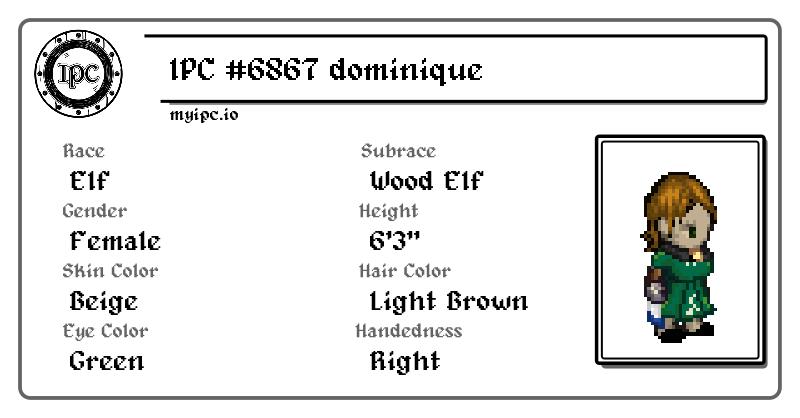 IPC
IPC #6867 dominique
myipc.io
Race
Elf
Subrace
Wood Elf
Gender
Female
Height
6'3"
Skin Color
Beige
Hair Color
Light Brown
Eye Color
Green
Handedness
Right